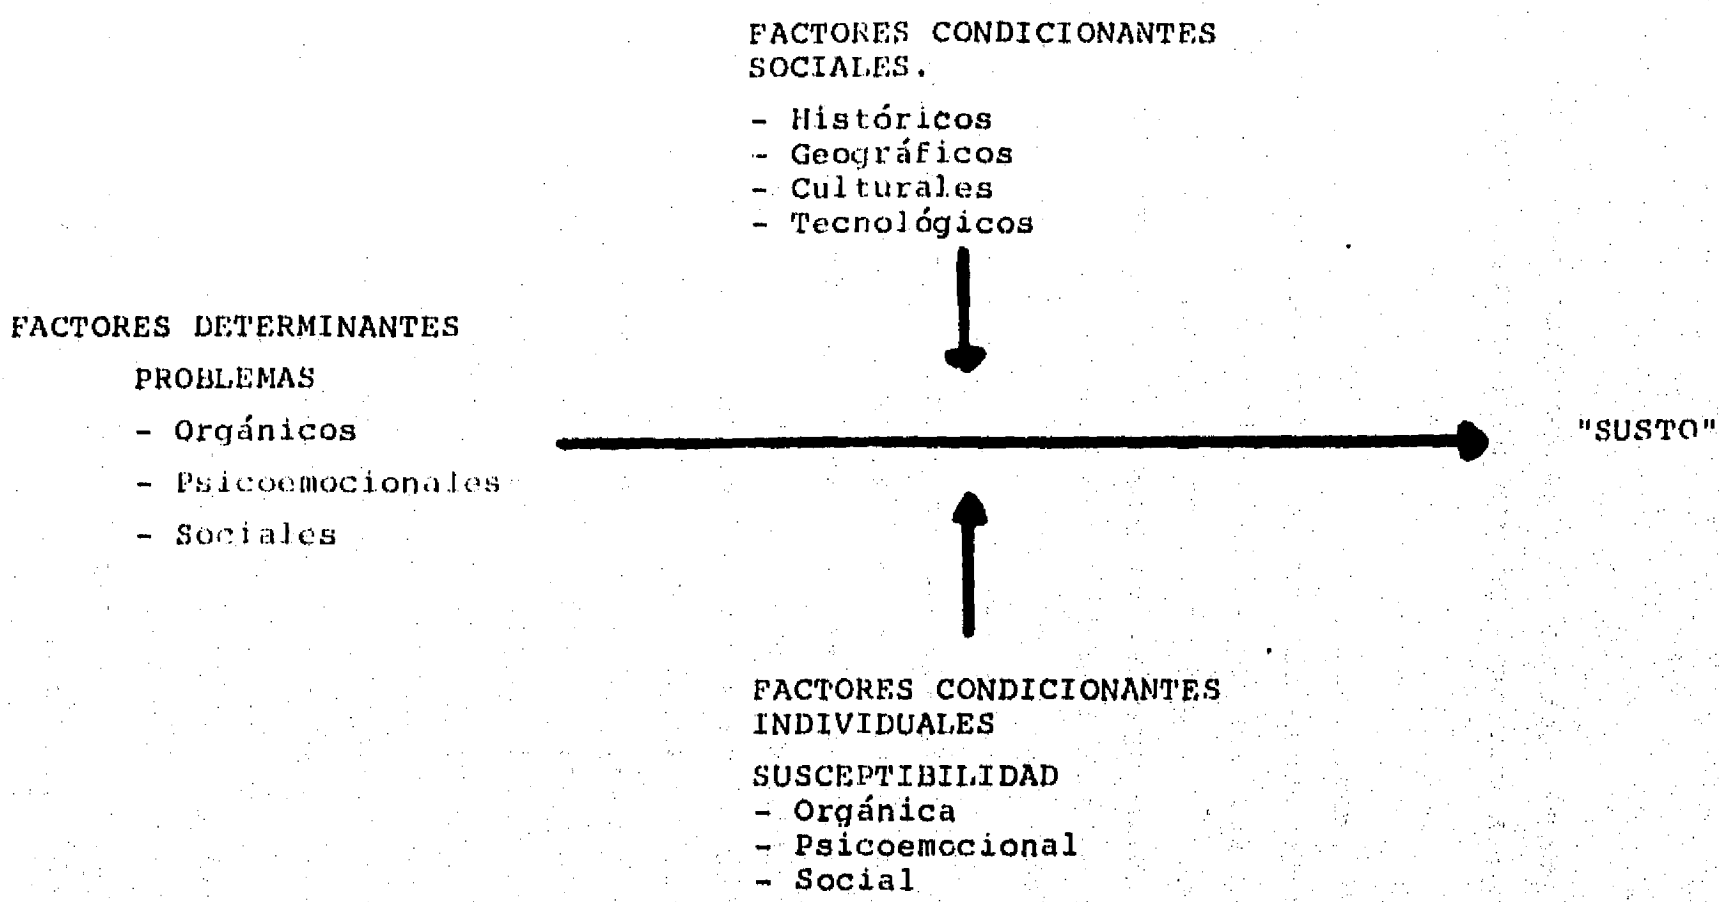 FACTORES CONDICIONANTES
SOCIALES.
- Históricos
- Geográficos
- Culturales
- Tecnológicos
FACTORES DETERMINANTES
PROBLEMAS
- Orgánicos
- Psicoemocionales
- Sociales
"SUSTO"
FACTORES CONDICIONANTES
INDIVIDUALES
SUSCEPTIBILIDAD
- Orgánica
- Psicoemocional
- Social